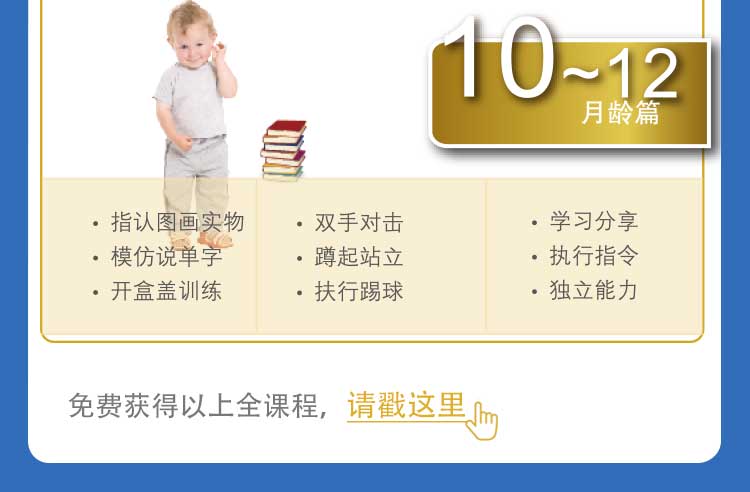 10~12
月龄篇
• 指认图画实物
• 模仿说单字
• 开盒盖训练
• 双手对击
• 蹲起站立
• 扶行踢球
• 学习分享
• 执行指令
• 独立能力
免费获得以上全课程，请戳这里